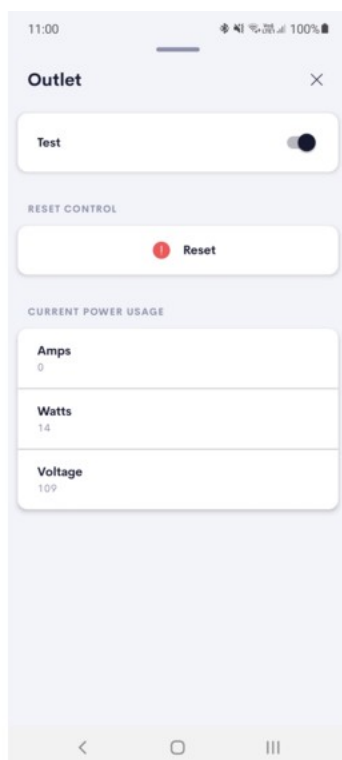 11:00 100%
Outlet
Test
RESET CONTROL
Reset
CURRENT POWER USAGE
Amps
0
Watts
14
Voltage
109